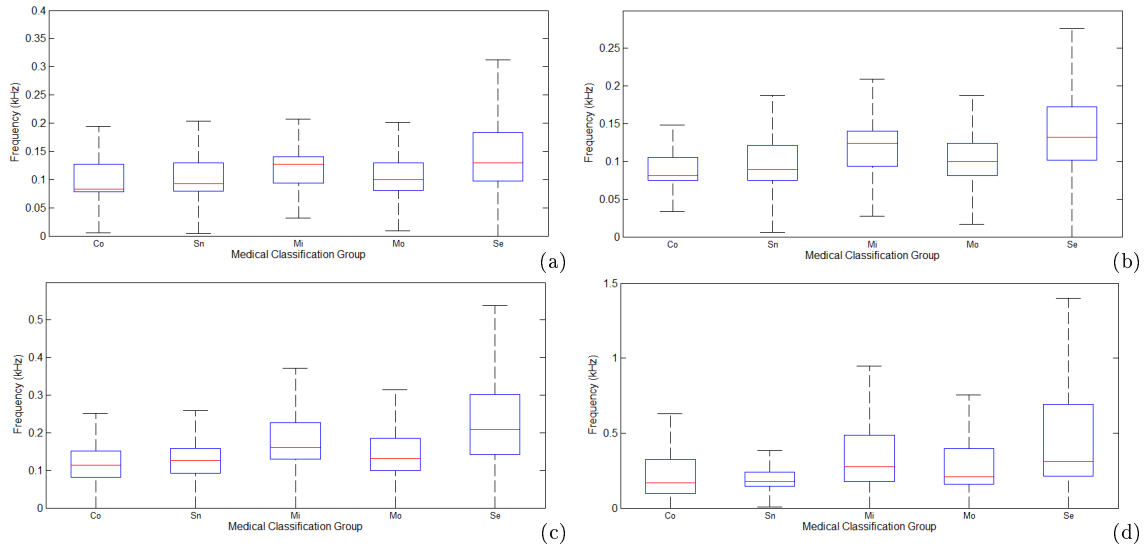 0.4
0.35
0.3
0.25
0.2
0.15
0.1
0.05
0
Frequency (kHz)
Co Sn Mi Mo Se
Medical Classification Group
(a)
0.25
0.2
0.15
0.1
0.05
0
Frequency (kHz)
Co Sn Mi Mo Se
Medical Classification Group
(b)
0.5
0.4
0.3
0.2
0.1
0
Frequency (kHz)
Co Sn Mi Mo Se
Medical Classification Group
(c)
1.5
1
0.5
0
Frequency (kHz)
Co Sn Mi Mo Se
Medical Classification Group
(d)